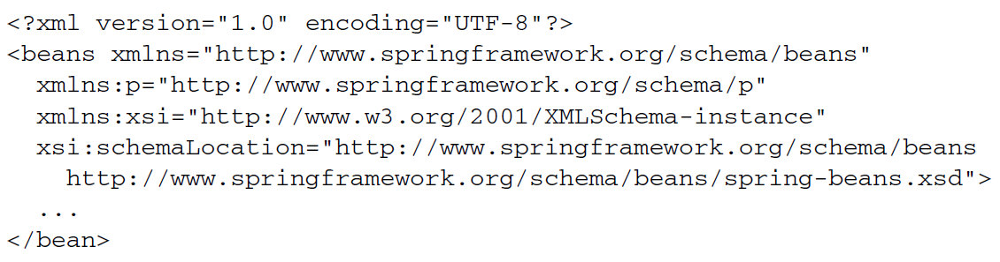 <?xml version="1.0" encoding="UTF-8"?>
<beans xmlns="http://www.springframework.org/schema/beans"
  xmlns:p="http://www.springframework.org/schema/p"
  xmlns:xsi="http://www.w3.org/2001/XMLSchema-instance"
  xsi:schemaLocation="http://www.springframework.org/schema/beans
    http://www.springframework.org/schema/beans/spring-beans.xsd">
  ...
</bean>